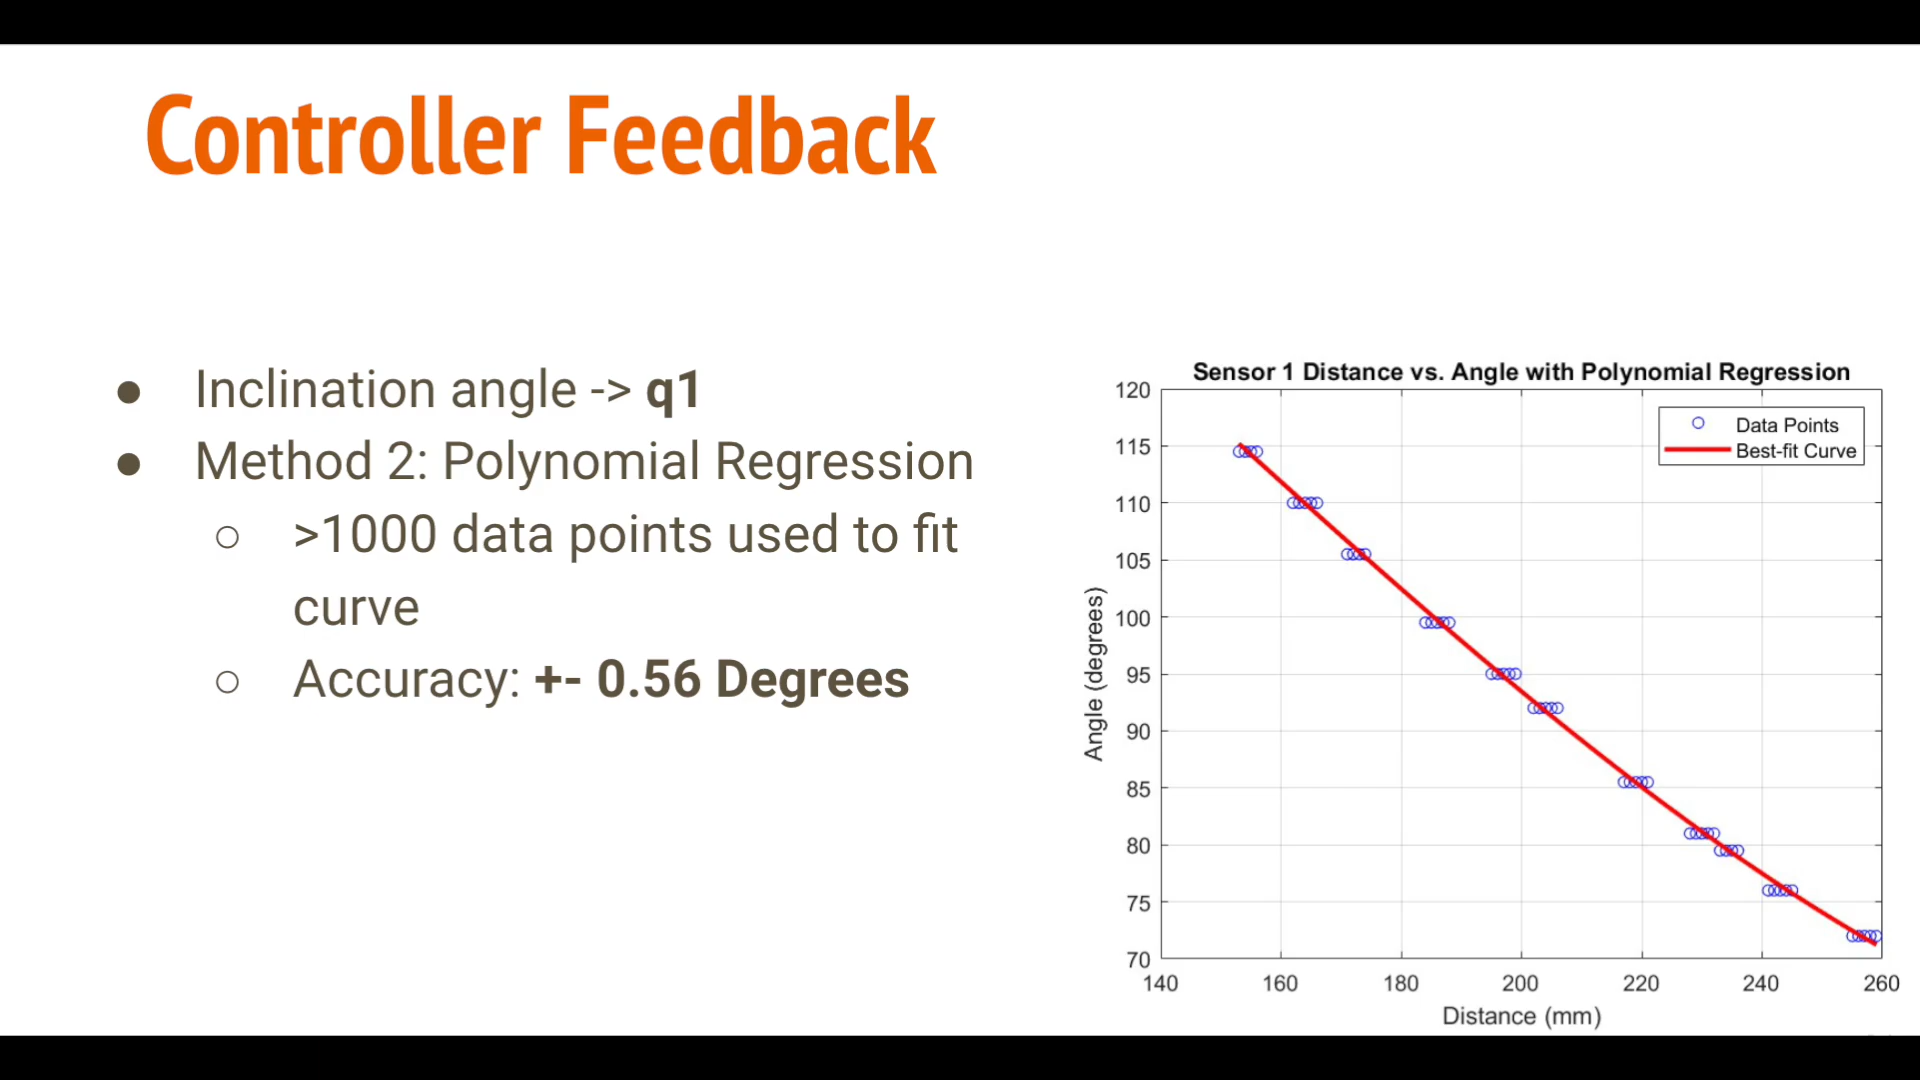 Controller Feedback
● Inclination angle -> q1
● Method 2: Polynomial Regression
○ >1000 data points used to fit
curve
○ Accuracy: +- 0.56 Degrees
Sensor 1 Distance vs. Angle with Polynomial Regression
Data Points
Best-fit Curve
Angle (degrees)
120
115
110
105
100
95
90
85
80
75
70
140 160 180 200 220 240 260
Distance (mm)